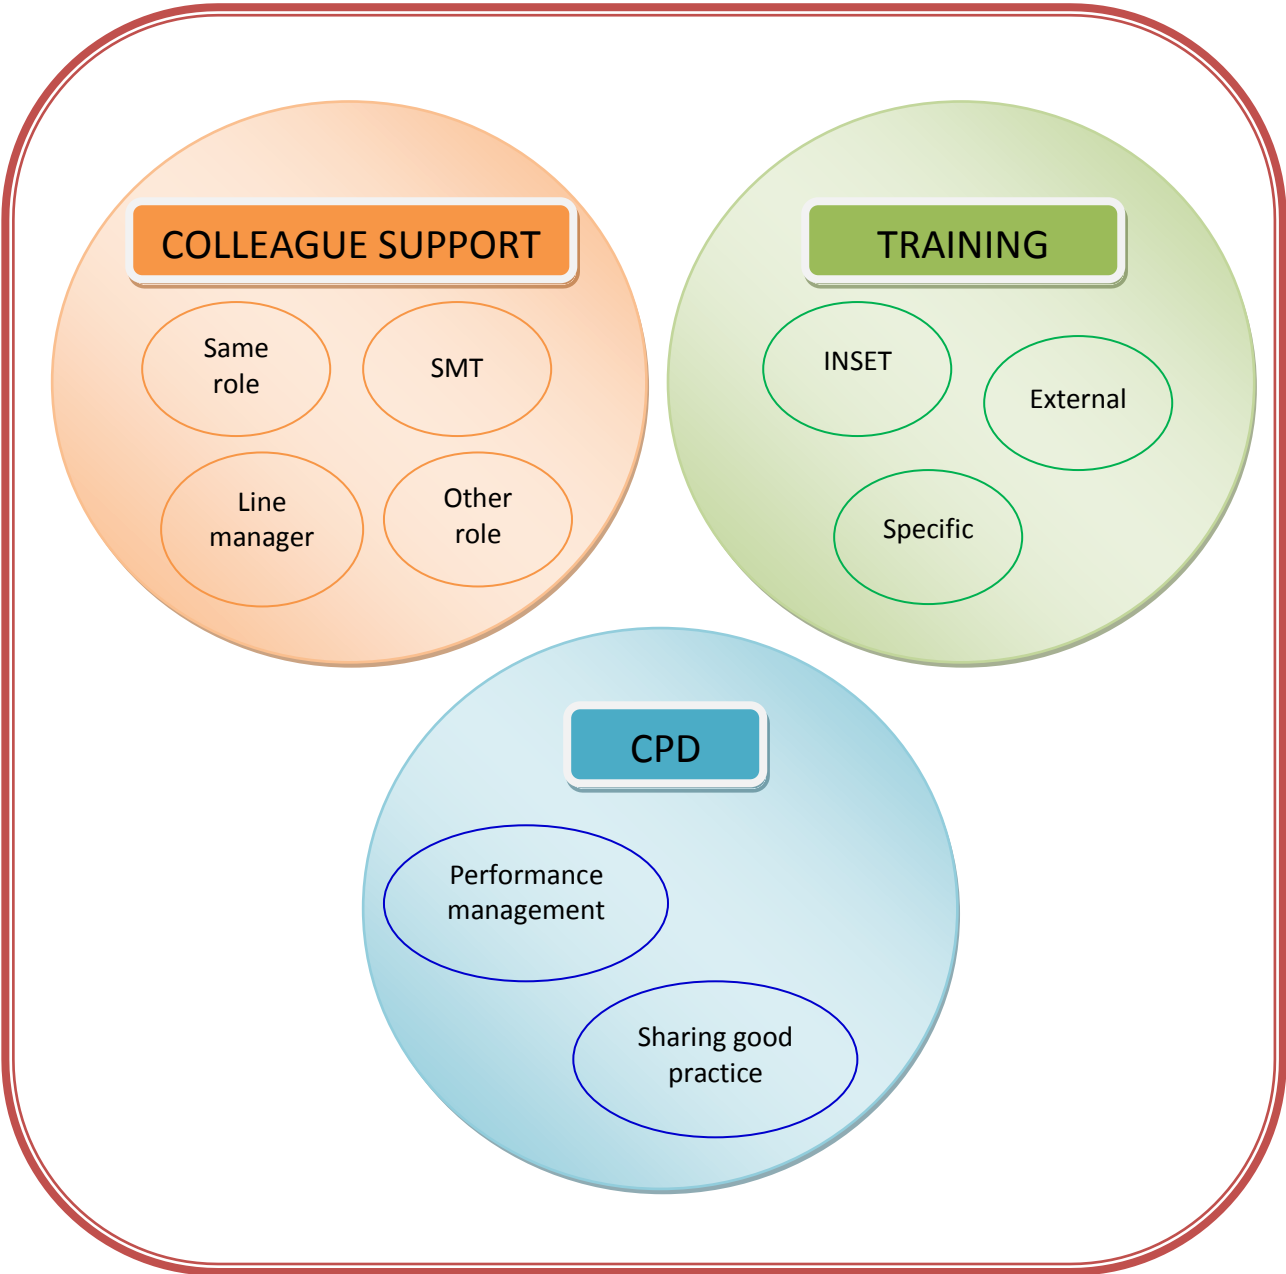 COLLEAGUE SUPPORT
Same
role
SMT
Line
manager
Other
role
TRAINING
INSET
External
Specific
CPD
Performance
management
Sharing good
practice